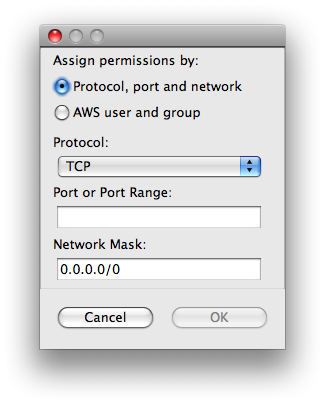 Assign permissions by:
Protocol, port and network
AWS user and group
Protocol:
TCP
Port or Port Range:
Network Mask:
0.0.0.0/0
Cancel OK